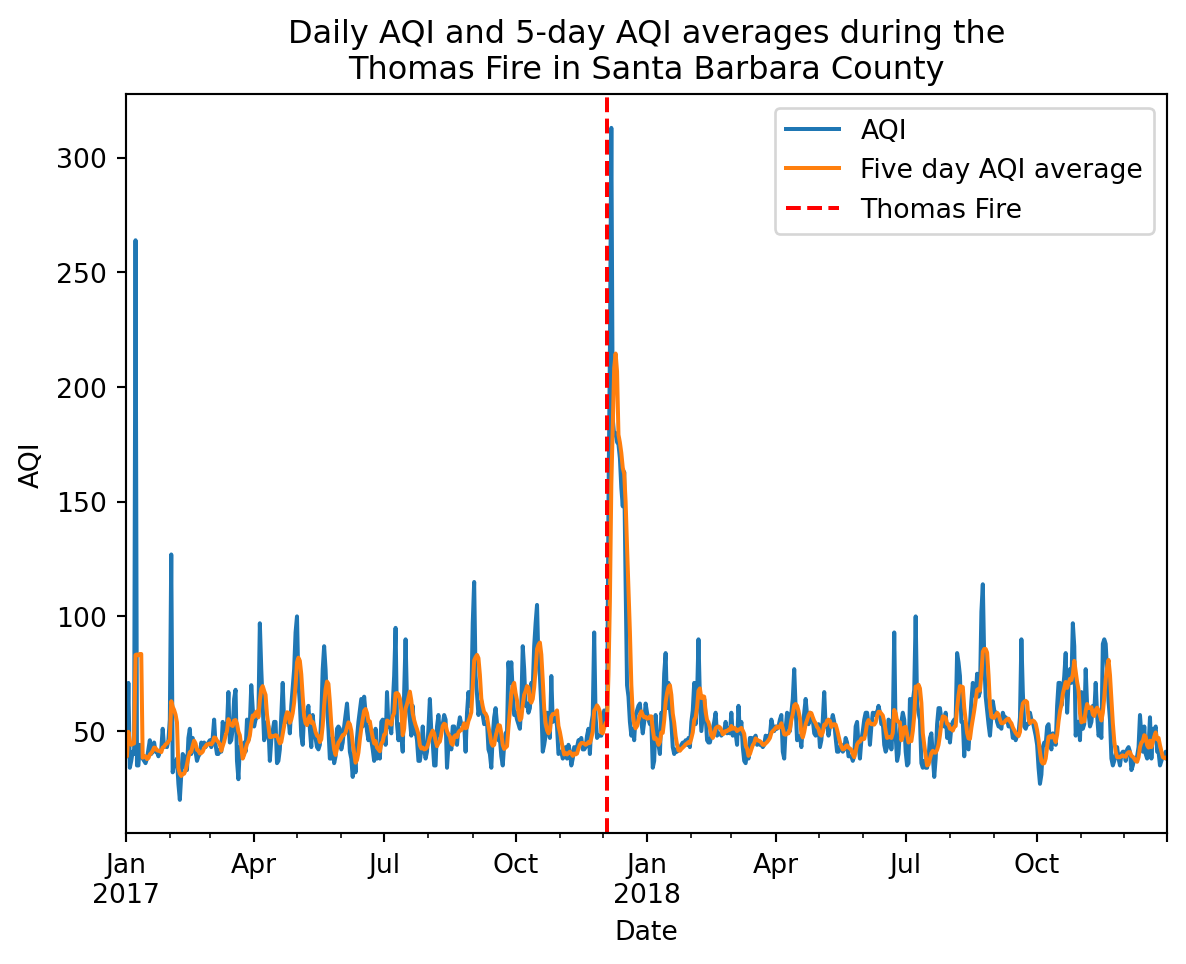 Daily AQI and 5-day AQI averages during the
Thomas Fire in Santa Barbara County
AQI
Five day AQI average
Thomas Fire
300
250
200
150
100
50
AQI
Jan Apr Jul Oct Jan Apr Jul Oct
2017 2018
Date